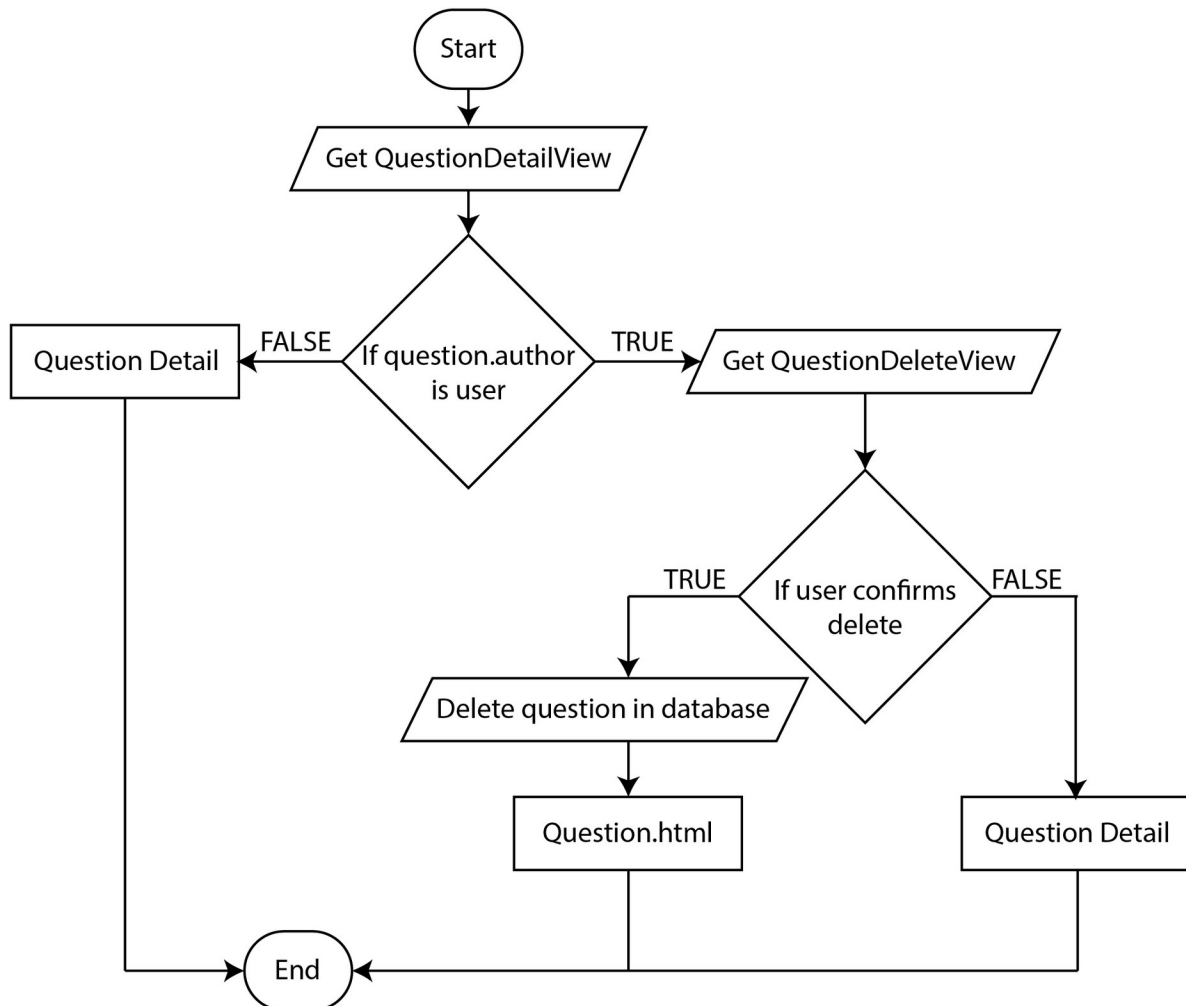 Start
Get QuestionDetailView
Question Detail
FALSE
If question.author
is user
TRUE
Get QuestionDeleteView
TRUE
If user confirms
delete
FALSE
Delete question in database
Question.html
Question Detail
End